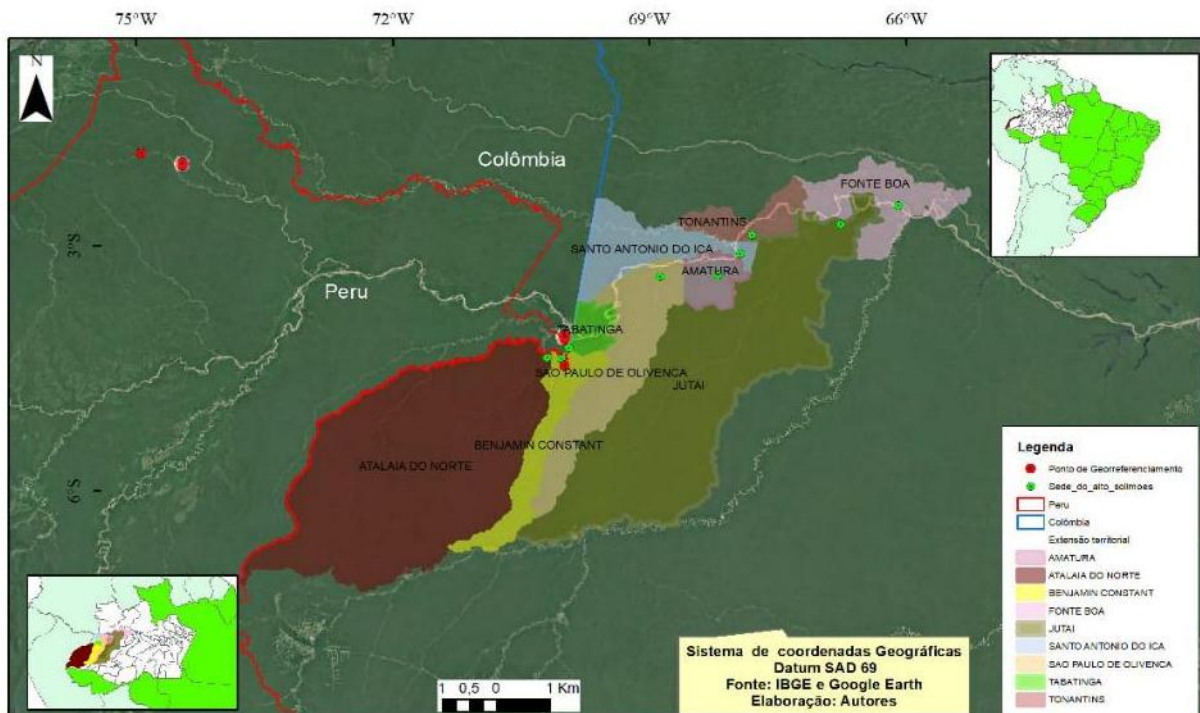 75°W 72°W 69°W 66°W
N
3°S
6°S
Colômbia
Peru
FONTE BOA
TONANTINS
SANTO ANTONIO DO ICA
AMATURA
TABATINGA
SAO PAULO DE OLIVENCA
JUTAI
BENJAMIN CONSTANT
ATALAIA DO NORTE
Legenda
Ponto de Georreferenciamento
Sede_do_alto_solimoes
Peru
Colômbia
Extensão territorial
AMATURA
ATALAIA DO NORTE
BENJAMIN CONSTANT
FONTE BOA
JUTAI
SANTO ANTONIO DO ICA
SAO PAULO DE OLIVENCA
TABATINGA
TONANTINS
Sistema de coordenadas Geográficas
Datum SAD 69
Fonte: IBGE e Google Earth
Elaboração: Autores
1 0,5 0 1 Km